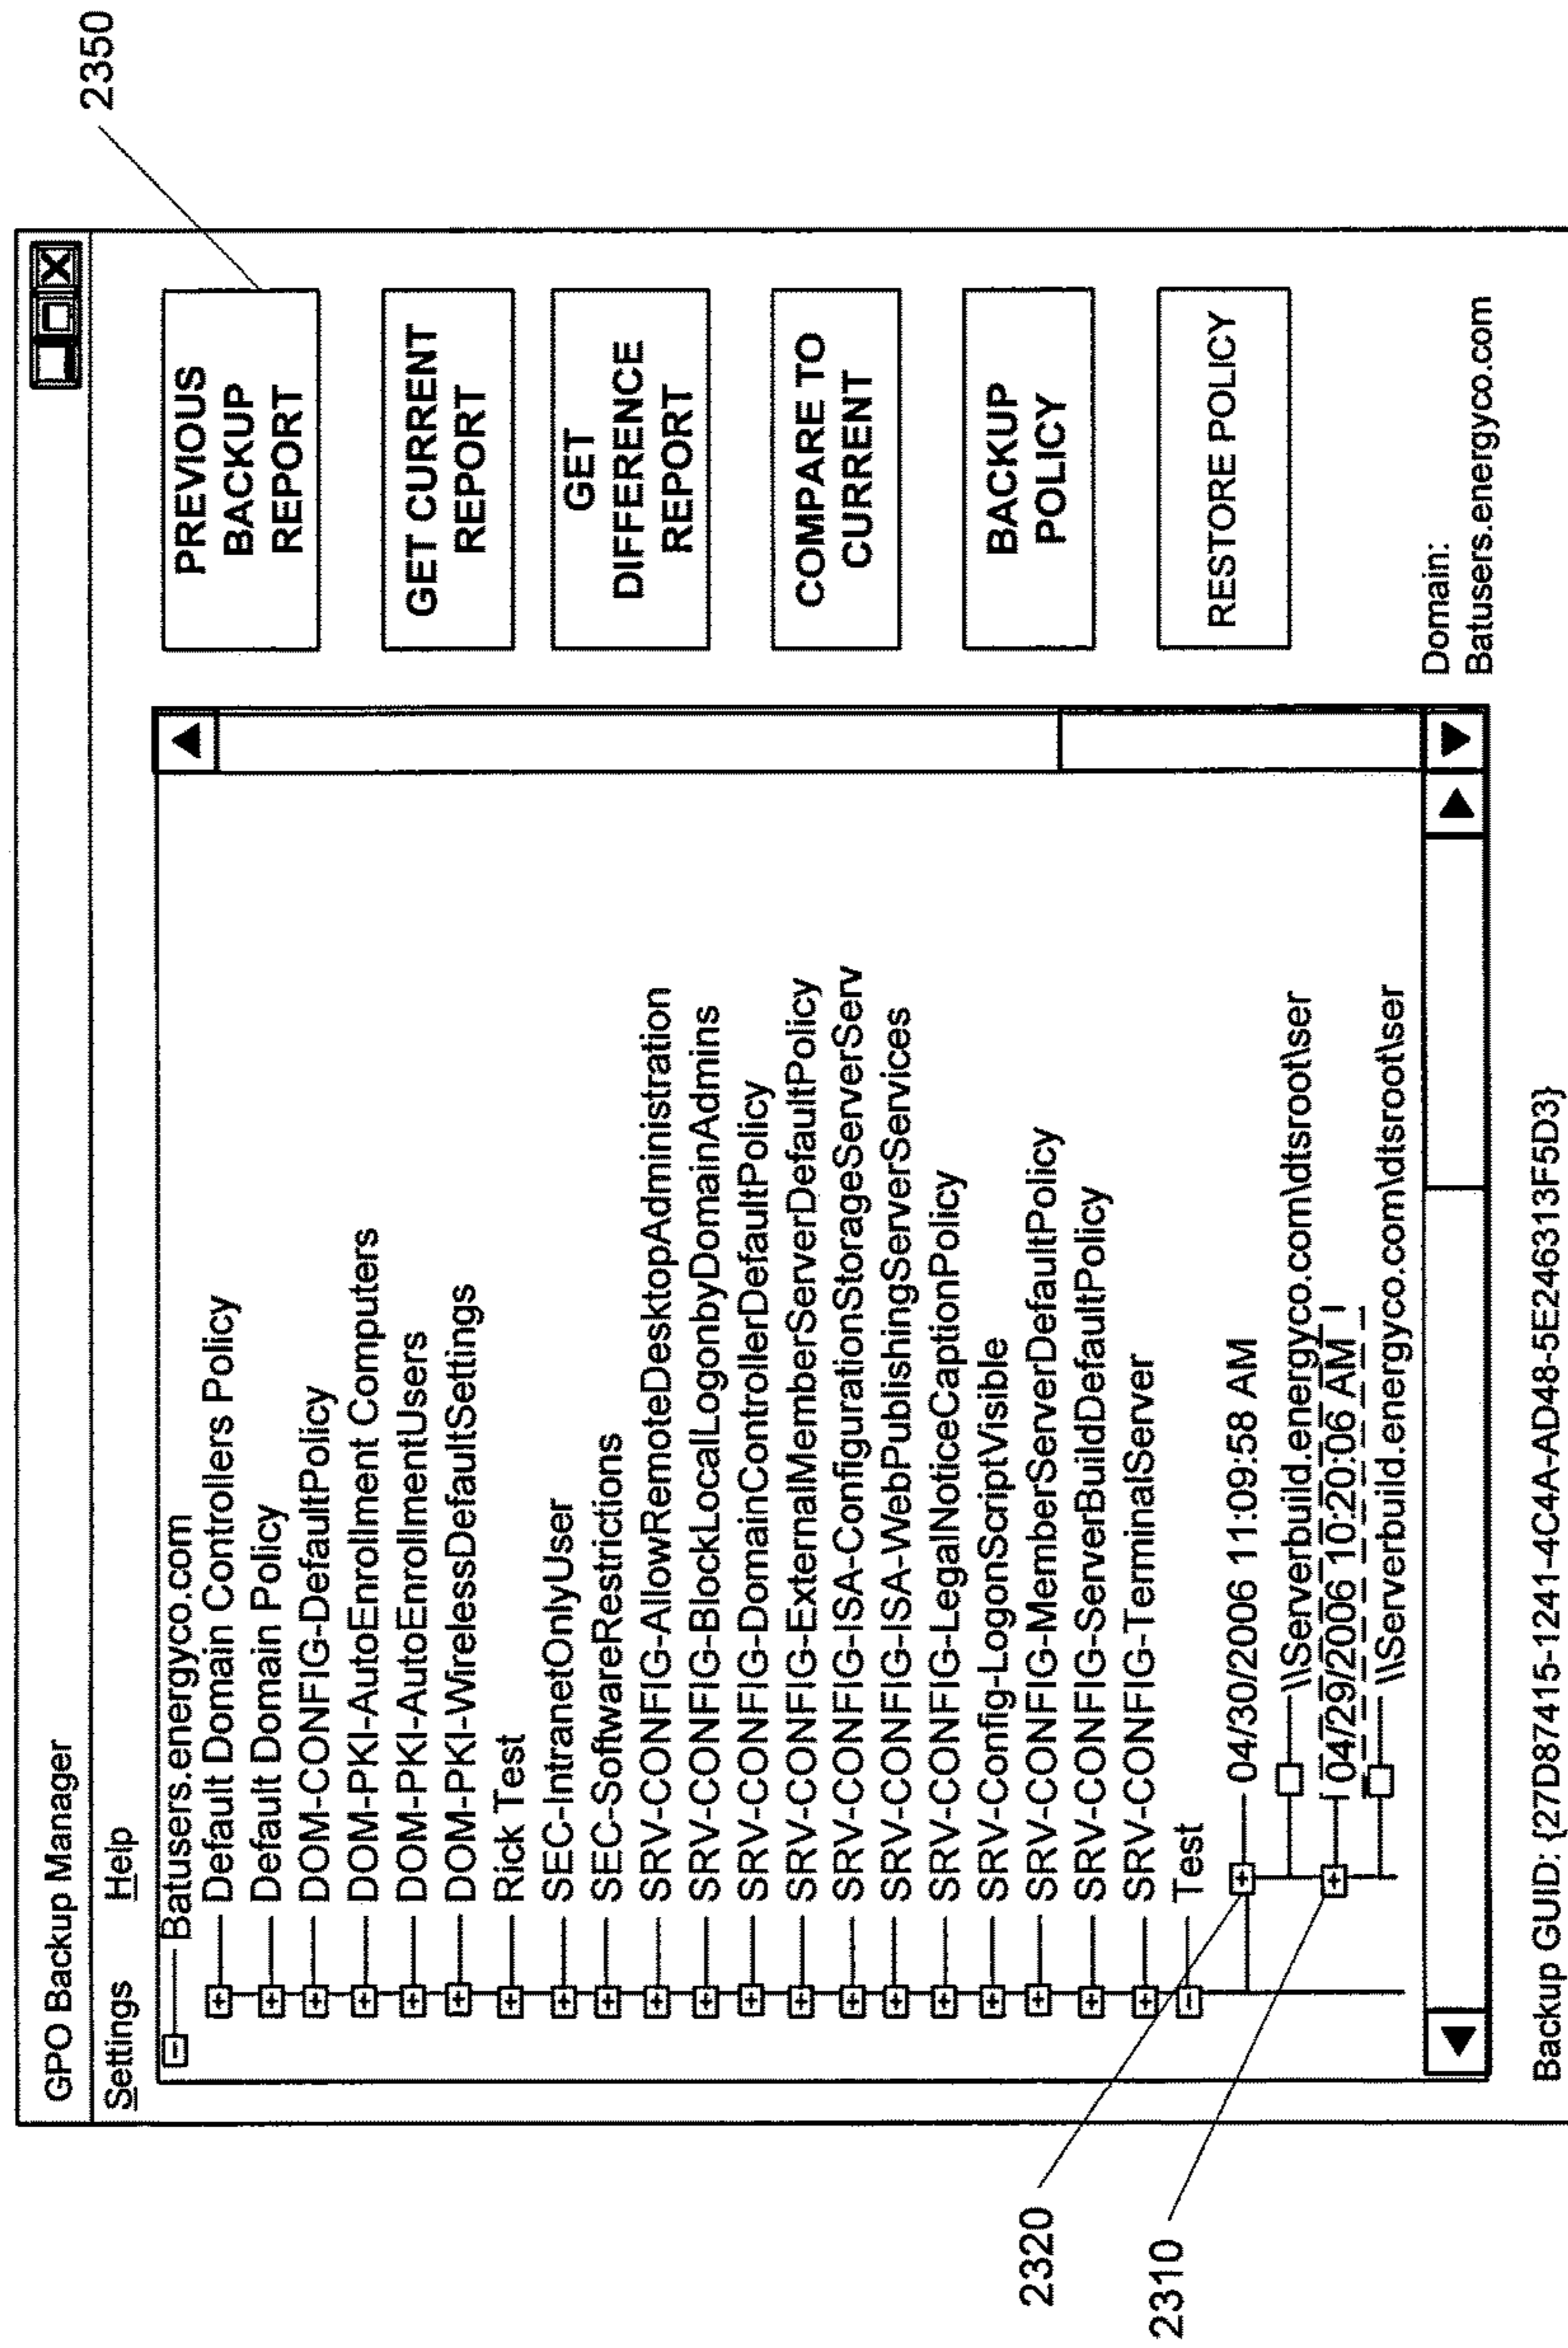 GPO Backup Manager
Settings Help
Batusers.energyco.com
Default Domain Controllers Policy
Default Domain Policy
DOM-CONFIG-DefaultPolicy
DOM-PKI-AutoEnrollment Computers
DOM-PKI-AutoEnrollmentUsers
DOM-PKI-WirelessDefaultSettings
Rick Test
SEC-IntranetOnlyUser
SEC-SoftwareRestrictions
SRV-CONFIG-AllowRemoteDesktopAdministration
SRV-CONFIG-BlockLocalLogonbyDomainAdmins
SRV-CONFIG-DomainControllerDefaultPolicy
SRV-CONFIG-ExternalMemberServerDefaultPolicy
SRV-CONFIG-ISA-ConfigurationStorageServerServ
SRV-CONFIG-ISA-WebPublishingServerServices
SRV-CONFIG-LegalNoticeCaptionPolicy
SRV-Config-LogonScriptVisible
SRV-CONFIG-MemberServerDefaultPolicy
SRV-CONFIG-ServerBuildDefaultPolicy
SRV-CONFIG-TerminalServer
Test
04/30/2006 11:09:58 AM
\\Serverbuild.energyco.com\dtsroot\ser
04/29/2006 10:20:06 AM
\\Serverbuild.energyco.com\dtsroot\ser
PREVIOUS
BACKUP
REPORT
GET CURRENT
REPORT
GET
DIFFERENCE
REPORT
COMPARE TO
CURRENT
BACKUP
POLICY
RESTORE POLICY
Domain:
Batusers.energyco.com
Backup GUID: {27D87415-1241-4C4A-AD48-5E246313F5D3}
2350
2320
2310